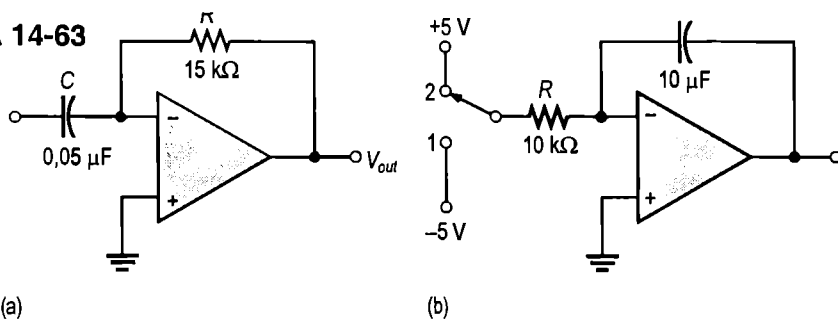 14-63
R
15 kΩ
C
0,05 µF
−
+
V_out
(a)
+5 V
2
1
−5 V
R
10 kΩ
10 µF
−
+
(b)